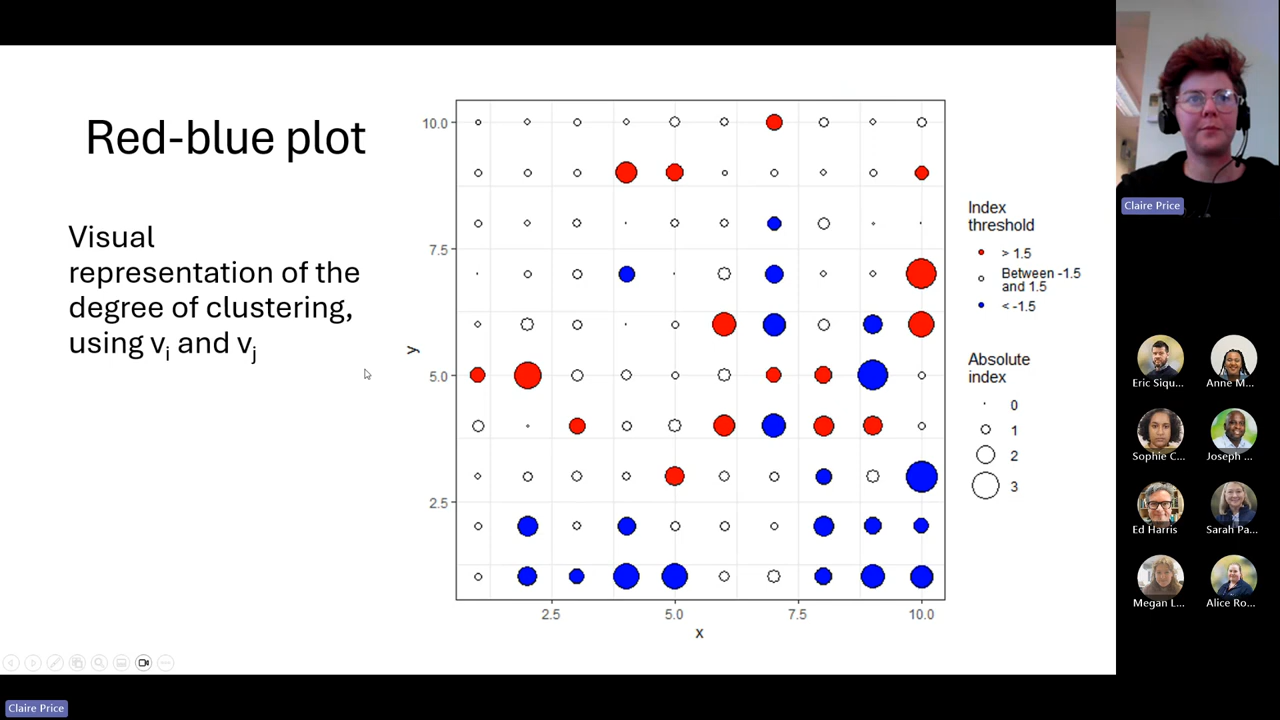 Red-blue plot
Visual
representation of the
degree of clustering,
using vi and vj
10.0
7.5
5.0
2.5
y
2.5
5.0
7.5
10.0
x
Index
threshold
> 1.5
Between -1.5
and 1.5
< -1.5
Absolute
index
0
1
2
3
Claire Price
Eric Siqu...
Anne M...
Sophie C...
Joseph ...
Ed Harris
Sarah Pa...
Megan L...
Alice Ro...
Claire Price